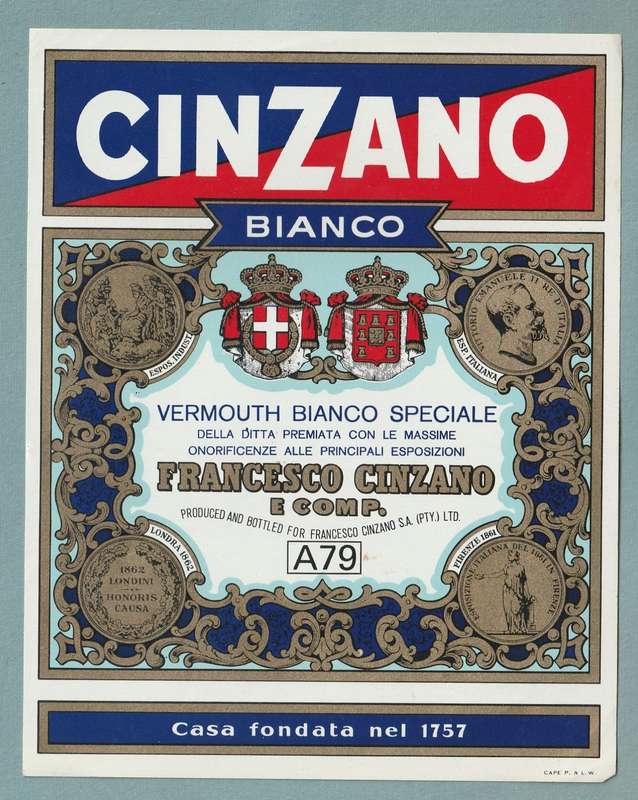 CINZANO
BIANCO
ESPOS. INDUST.
VITTORIO EMANUELE II RE D'ITALIA
ESP. ITALIANA
VERMOUTH BIANCO SPECIALE
DELLA DITTA PREMIATA CON LE MASSIME
ONORIFICENZE ALLE PRINCIPALI ESPOSIZIONI
FRANCESCO CINZANO
E COMP.
PRODUCED AND BOTTLED FOR FRANCESCO CINZANO S.A. (PTY.) LTD.
A79
LONDRA 1862
1862
LONDINI
HONORIS
CAUSA
FIRENZE 1861
ESPOSIZIONE ITALIANA DEL 1861 IN FIRENZE
Casa fondata nel 1757
CAPE P. & L. W.